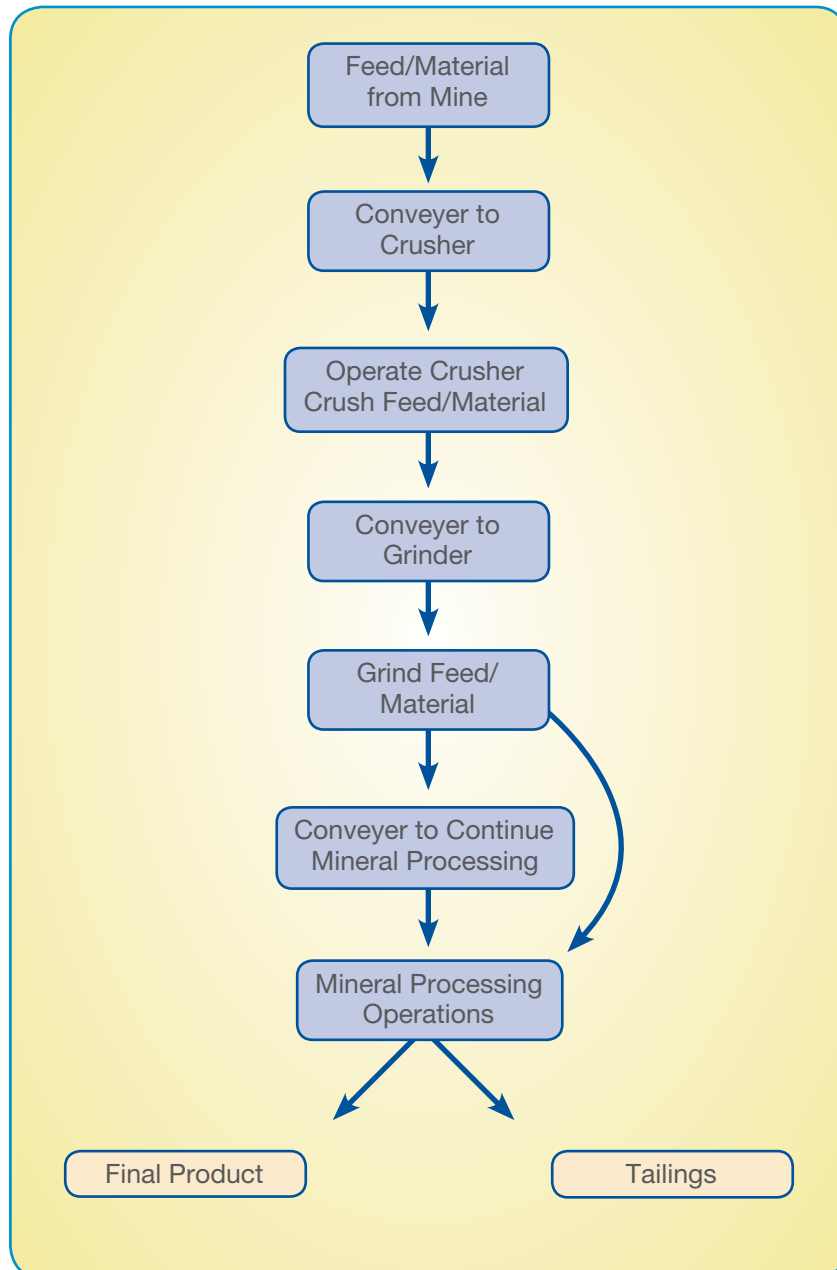 Feed/Material
from Mine
Conveyer to
Crusher
Operate Crusher
Crush Feed/Material
Conveyer to
Grinder
Grind Feed/
Material
Conveyer to Continue
Mineral Processing
Mineral Processing
Operations
Final Product
Tailings